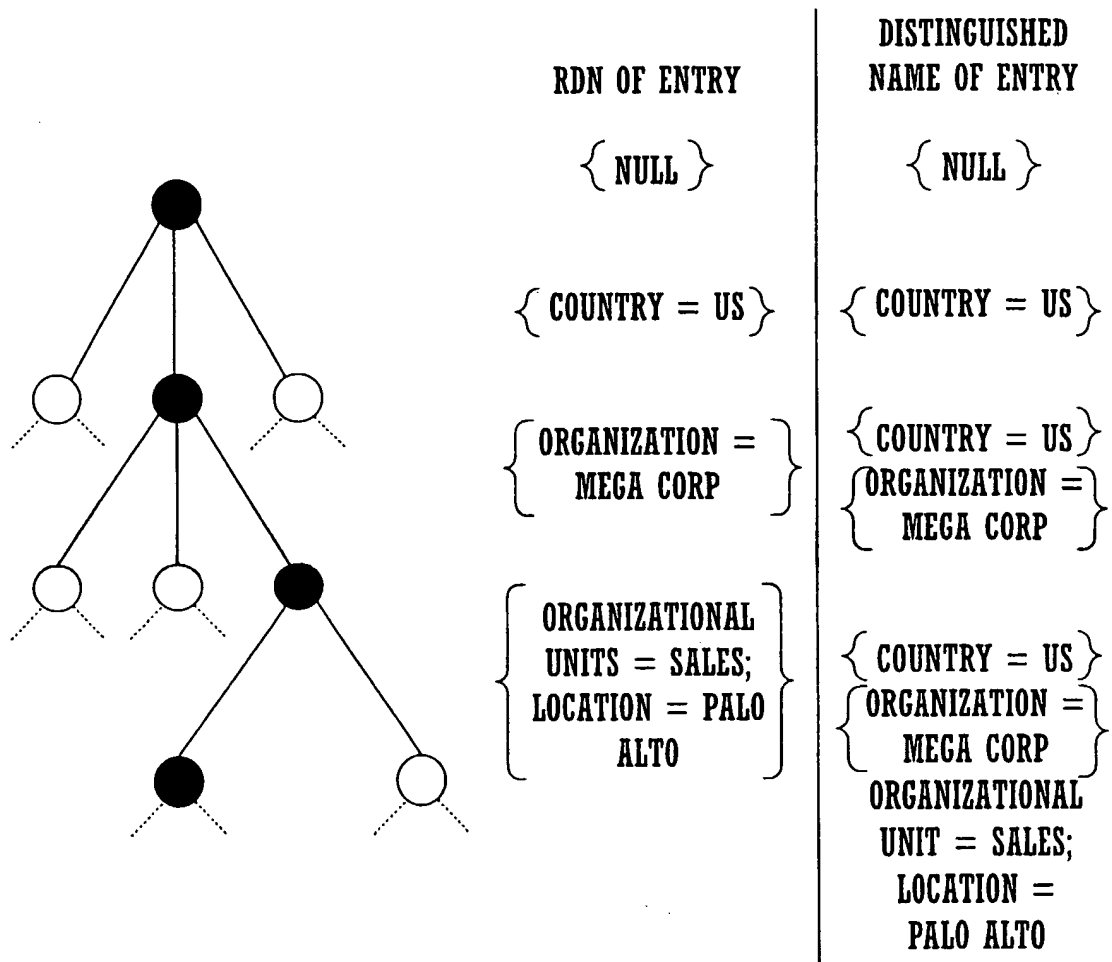 RDN OF ENTRY
{ NULL }
{ COUNTRY = US }
{ ORGANIZATION =
MEGA CORP }
{ ORGANIZATIONAL
UNITS = SALES;
LOCATION = PALO
ALTO }
DISTINGUISHED
NAME OF ENTRY
{ NULL }
{ COUNTRY = US }
{ COUNTRY = US }
{ ORGANIZATION =
MEGA CORP }
{ COUNTRY = US }
{ ORGANIZATION =
MEGA CORP }
ORGANIZATIONAL
UNIT = SALES;
LOCATION =
PALO ALTO